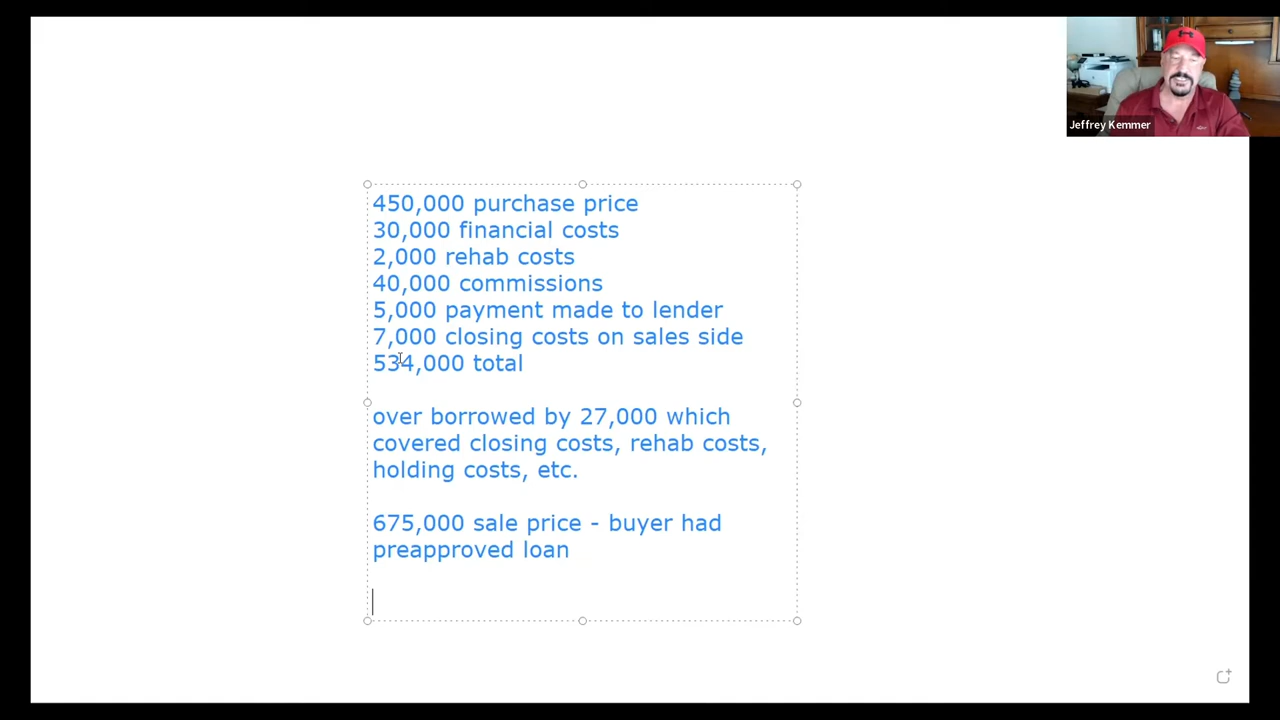 Jeffrey Kemmer
450,000 purchase price
30,000 financial costs
2,000 rehab costs
40,000 commissions
5,000 payment made to lender
7,000 closing costs on sales side
534,000 total
over borrowed by 27,000 which
covered closing costs, rehab costs,
holding costs, etc.
675,000 sale price - buyer had
preapproved loan